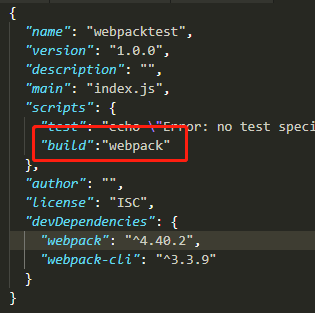 {
"name": "webpacktest",
"version": "1.0.0",
"description": "",
"main": "index.js",
"scripts": {
"test": "echo \"Error: no test speci
"build":"webpack"
},
"author": "",
"license": "ISC",
"devDependencies": {
"webpack": "^4.40.2",
"webpack-cli": "^3.3.9"
}
}